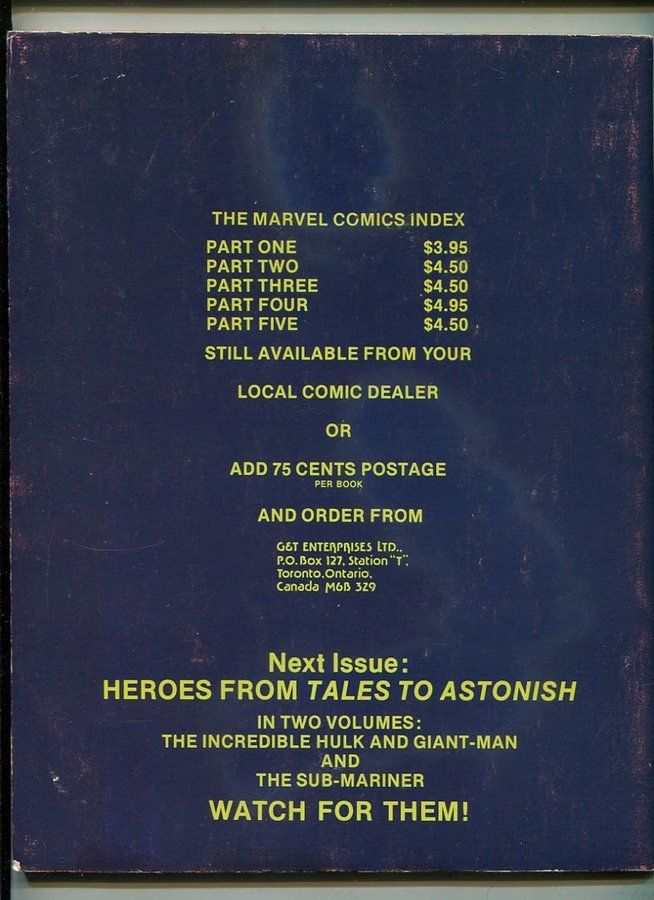 THE MARVEL COMICS INDEX
PART ONE $3.95
PART TWO $4.50
PART THREE $4.50
PART FOUR $4.95
PART FIVE $4.50
STILL AVAILABLE FROM YOUR
LOCAL COMIC DEALER
OR
ADD 75 CENTS POSTAGE
PER BOOK
AND ORDER FROM
G&T ENTERPRISES LTD.,
P.O. Box 127, Station "T",
Toronto, Ontario,
Canada M6B 3Z9
Next Issue:
HEROES FROM TALES TO ASTONISH
IN TWO VOLUMES:
THE INCREDIBLE HULK AND GIANT-MAN
AND
THE SUB-MARINER
WATCH FOR THEM!